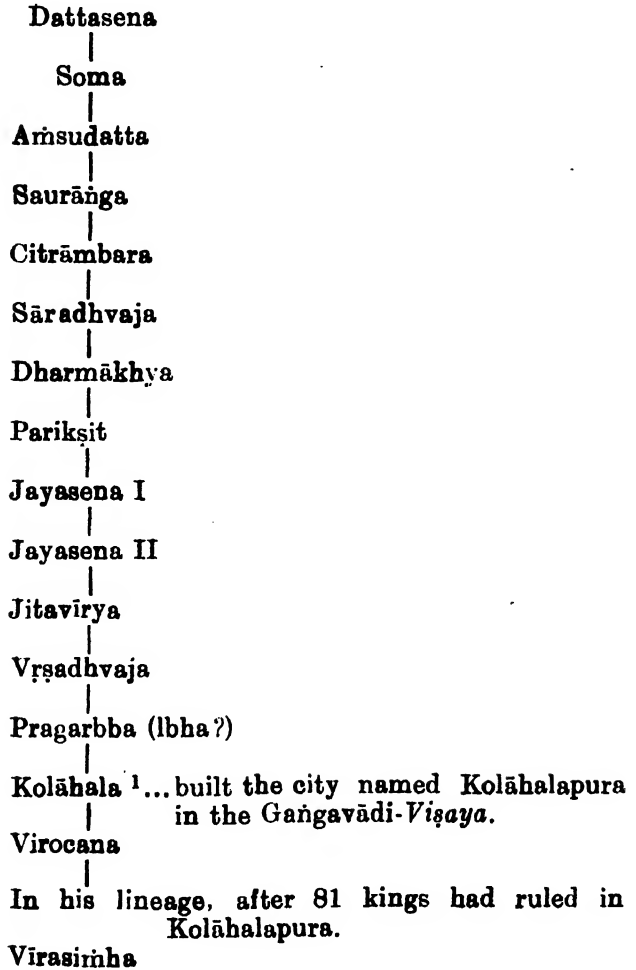 Dattasena
Soma
Aṁsudatta
Saurāṅga
Citrāmbara
Sāradhvaja
Dharmākhya
Parikṣit
Jayasena I
Jayasena II
Jitavīrya
Vṛṣadhvaja
Pragarbba (lbha?)
Kolāhala ¹... built the city named Kolāhalapura
in the Gaṅgavādi-Viṣaya.
Virocana
In his lineage, after 81 kings had ruled in
Kolāhalapura.
Vīrasiṁha